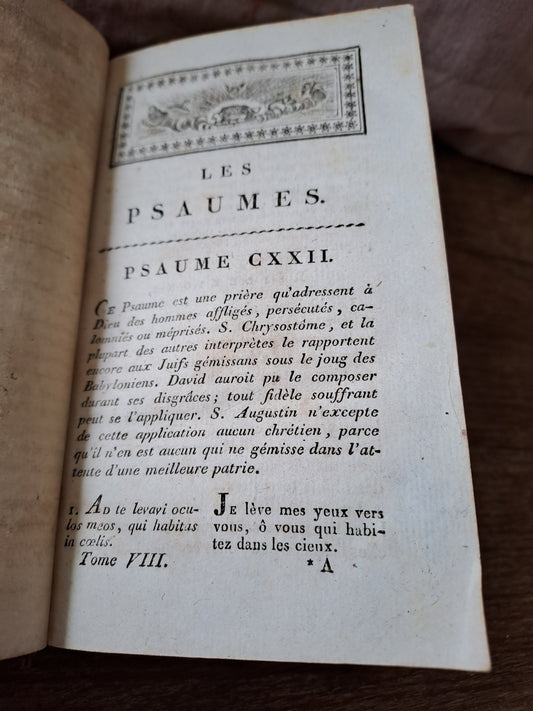 LES
PSAUMES.
PSAUME CXXII.
CE Psaume est une prière qu'adressent à
Dieu des hommes affligés, persécutés, ca-
lomniés ou méprisés. S. Chrysostôme, et la
plupart des autres interprètes le rapportent
encore aux Juifs gémissans sous le joug des
Babyloniens. David auroit pu le composer
durant ses disgrâces; tout fidèle souffrant
peut se l'appliquer. S. Augustin n'excepte
de cette application aucun chrétien, parce
qu'il n'en est aucun qui ne gémisse dans l'at-
tente d'une meilleure patrie.
1. AD te levavi ocu-
los meos, qui habitas
in cœlis.
JE lève mes yeux vers
vous, ô vous qui habi-
tez dans les cieux.
Tome VIII.
* A